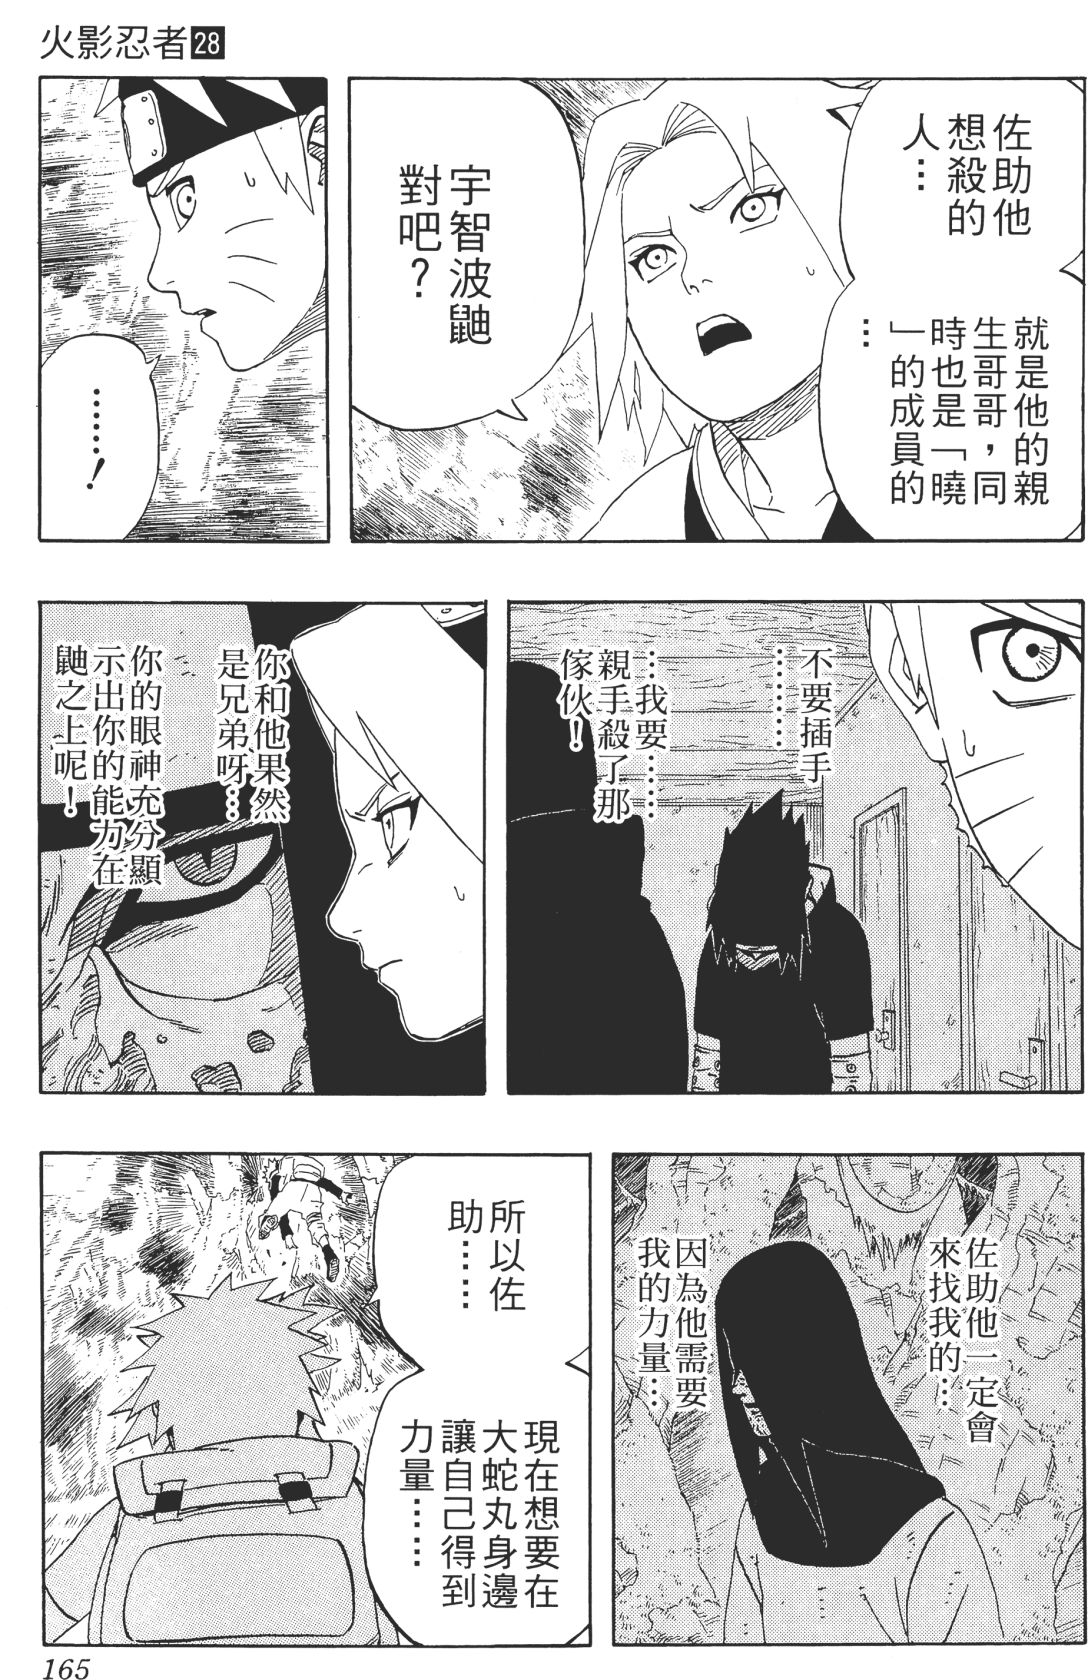 火影忍者28
佐助他
想殺的
人…
就是他的親
生哥哥，同
時也是「曉
」的成員的
…
宇智波鼬
對吧？
………！
不要插手
………
…我要……
親手殺了那
傢伙！
你和他果然
是兄弟呀…
你的眼神充分顯
示出你的能力在
鼬之上呢！
佐助他一定會
來找我的…
因為他需要
我的力量…
所以佐
助……
現在想要在
大蛇丸身邊
讓自己得到
力量……
165